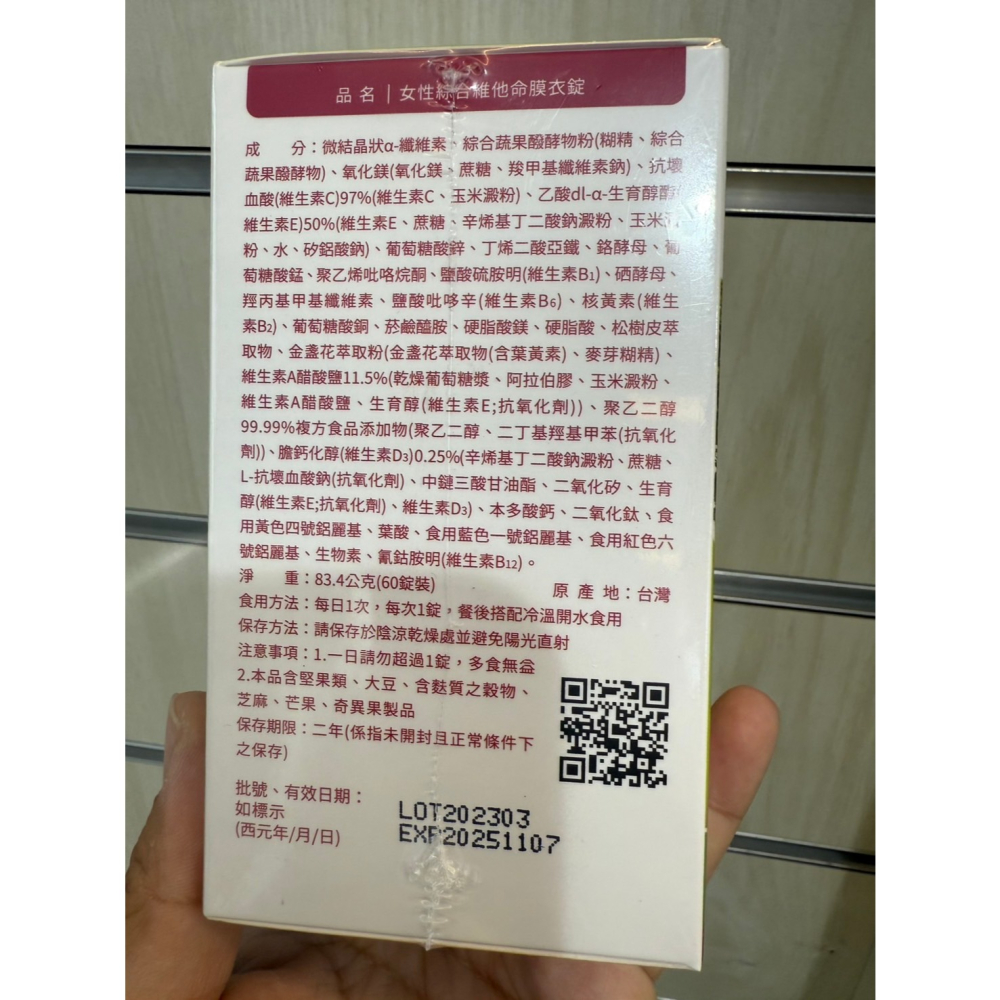 品名 | 女性綜合維他命膜衣錠
成 分：微結晶狀α-纖維素、綜合蔬果醱酵物粉(糊精、綜合
蔬果醱酵物)、氧化鎂(氧化鎂、蔗糖、羧甲基纖維素鈉)、抗壞
血酸(維生素C)97%(維生素C、玉米澱粉)、乙酸dl-α-生育醇酯(
維生素E)50%(維生素E、蔗糖、辛烯基丁二酸鈉澱粉、玉米澱
粉、水、矽鋁酸鈉)、葡萄糖酸鋅、丁烯二酸亞鐵、鉻酵母、葡
萄糖酸錳、聚乙烯吡咯烷酮、鹽酸硫胺明(維生素B1)、硒酵母、
羥丙基甲基纖維素、鹽酸吡哆辛(維生素B6)、核黃素(維生
素B2)、葡萄糖酸銅、菸鹼醯胺、硬脂酸鎂、硬脂酸、松樹皮萃
取物、金盞花萃取粉(金盞花萃取物(含葉黃素)、麥芽糊精)、
維生素A醋酸鹽11.5%(乾燥葡萄糖漿、阿拉伯膠、玉米澱粉、
維生素A醋酸鹽、生育醇(維生素E;抗氧化劑))、聚乙二醇
99.99%複方食品添加物(聚乙二醇、二丁基羥基甲苯(抗氧化
劑))、膽鈣化醇(維生素D3)0.25%(辛烯基丁二酸鈉澱粉、蔗糖、
L-抗壞血酸鈉(抗氧化劑)、中鏈三酸甘油酯、二氧化矽、生育
醇(維生素E;抗氧化劑)、維生素D3)、本多酸鈣、二氧化鈦、食
用黃色四號鋁麗基、葉酸、食用藍色一號鋁麗基、食用紅色六
號鋁麗基、生物素、氰鈷胺明(維生素B12)。
淨 重：83.4公克(60錠裝) 原產地：台灣
食用方法：每日1次，每次1錠，餐後搭配冷溫開水食用
保存方法：請保存於陰涼乾燥處並避免陽光直射
注意事項：1.一日請勿超過1錠，多食無益
2.本品含堅果類、大豆、含麩質之穀物、
芝麻、芒果、奇異果製品
保存期限：二年(係指未開封且正常條件下
之保存)
批號、有效日期：
如標示
(西元年/月/日)
LOT202303
EXP20251107